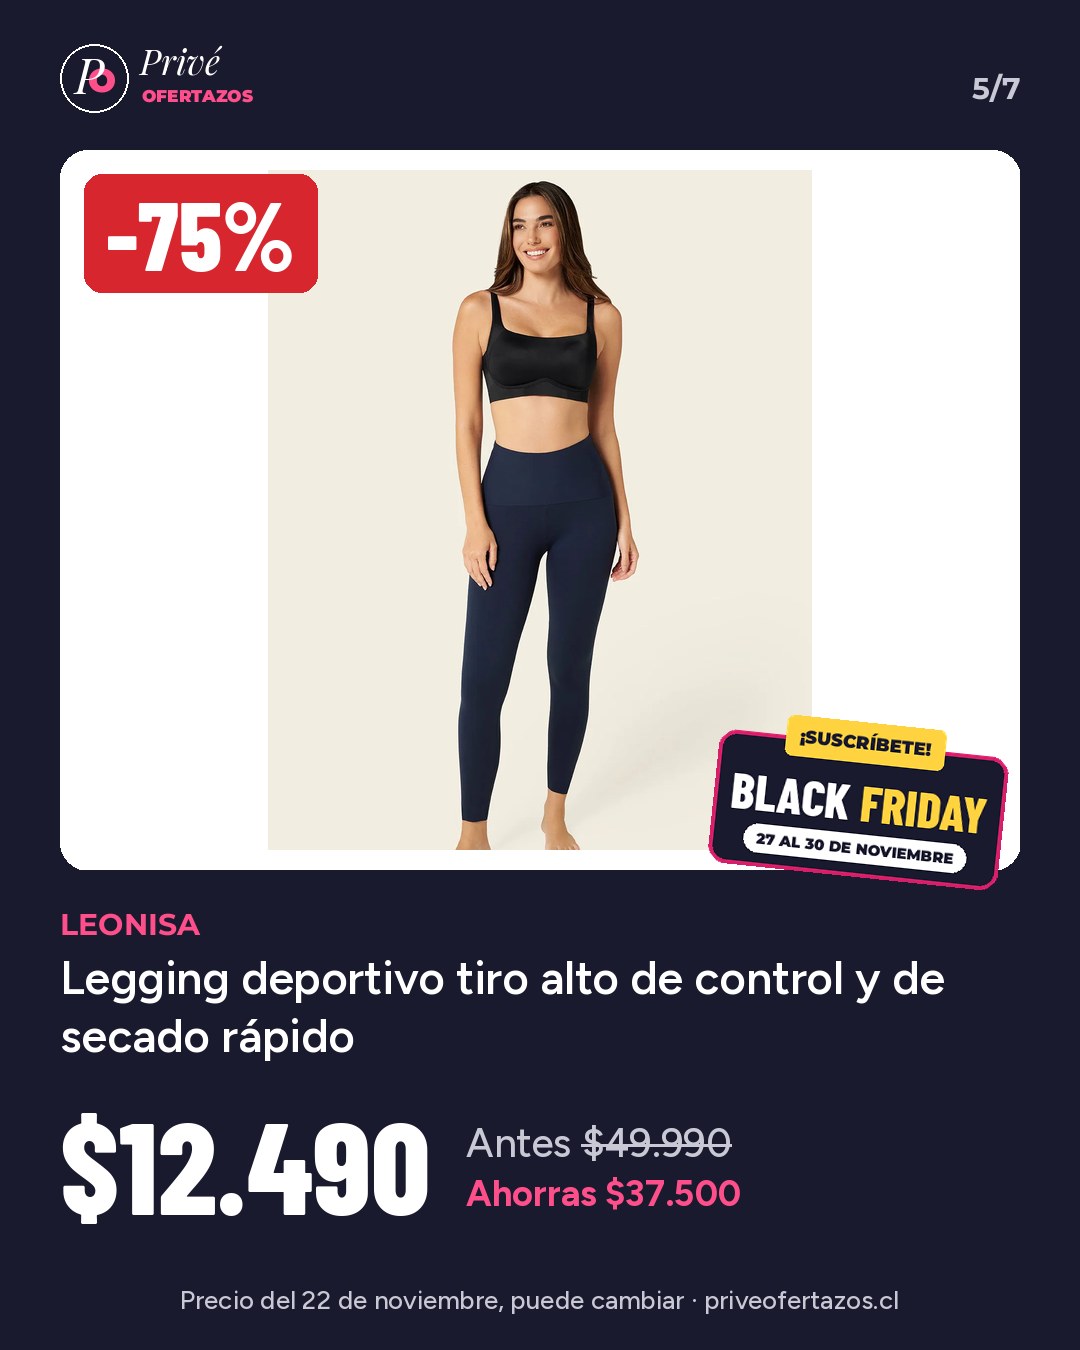 Po
Privé
OFERTAZOS
5/7
-75%
¡SUSCRÍBETE!
BLACK FRIDAY
27 AL 30 DE NOVIEMBRE
LEONISA
Legging deportivo tiro alto de control y de
secado rápido
$12.490
Antes $49.990
Ahorras $37.500
Precio del 22 de noviembre, puede cambiar · priveofertazos.cl